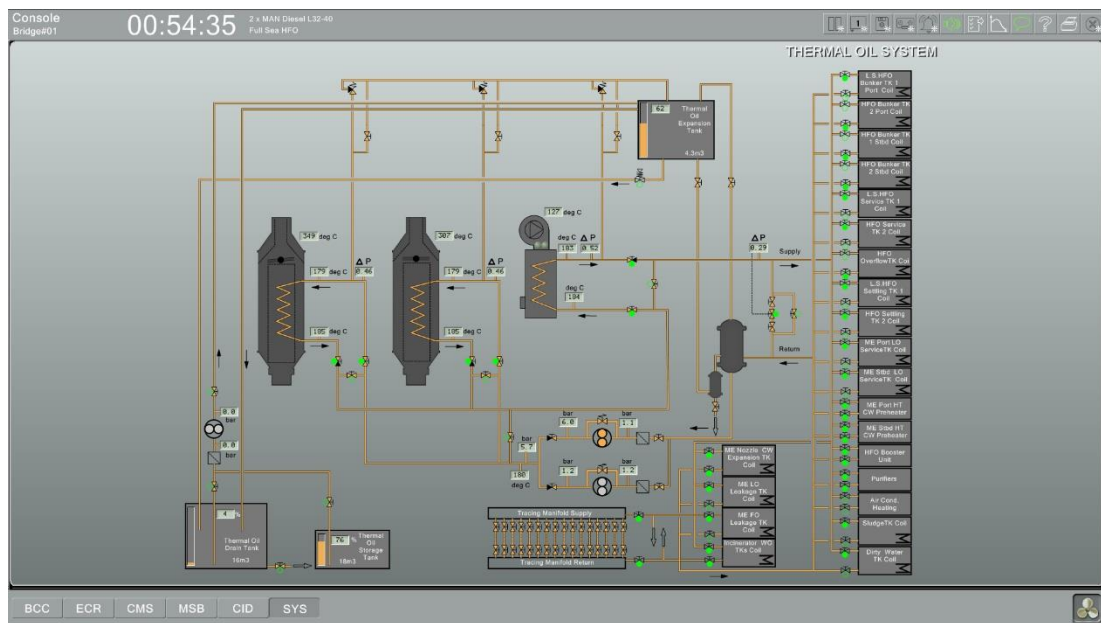 Console
Bridge#01
00:54:35
2 x MAN Diesel L32-40
Full Sea HFO
THERMAL OIL SYSTEM
62
Thermal
Oil
Expansion
Tank
4.3m3
349 deg C
307 deg C
127
deg C
deg C
183
Δ P
0.52
deg C
184
Δ P
0.46
179 deg C
185 deg C
Δ P
0.46
179 deg C
185 deg C
Δ P
0.29
Supply
Return
0.0
bar
0.0
bar
bar
6.0
bar
1.1
bar
5.7
180
deg C
bar
1.2
bar
1.2
4 %
Thermal Oil
Drain Tank
16m3
76 %
Thermal
Oil
Storage
Tank
18m3
Tracing Manifold Supply
Tracing Manifold Return
ME Nozzle CW
Expansion TK
Coil
ME LO
Leakage TK
Coil
ME FO
Leakage TK
Coil
Incinerator WO
TKs Coil
L.S.HFO
Bunker TK 1
Port Coil
HFO Bunker TK
2 Port Coil
HFO Bunker TK
1 Stbd Coil
HFO Bunker TK
2 Stbd Coil
L.S.HFO
Service TK 1
Coil
HFO Service
TK 2 Coil
HFO
OverflowTK Coil
L.S.HFO
Settling TK 1
Coil
HFO Settling
TK 2 Coil
ME Port LO
ServiceTK Coil
ME Stbd LO
ServiceTK Coil
ME Port HT
CW Preheater
ME Stbd HT
CW Preheater
HFO Booster
Unit
Purifiers
Air Cond.
Heating
SludgeTK Coil
Dirty Water
TK Coil
BCC
ECR
CMS
MSB
CID
SYS